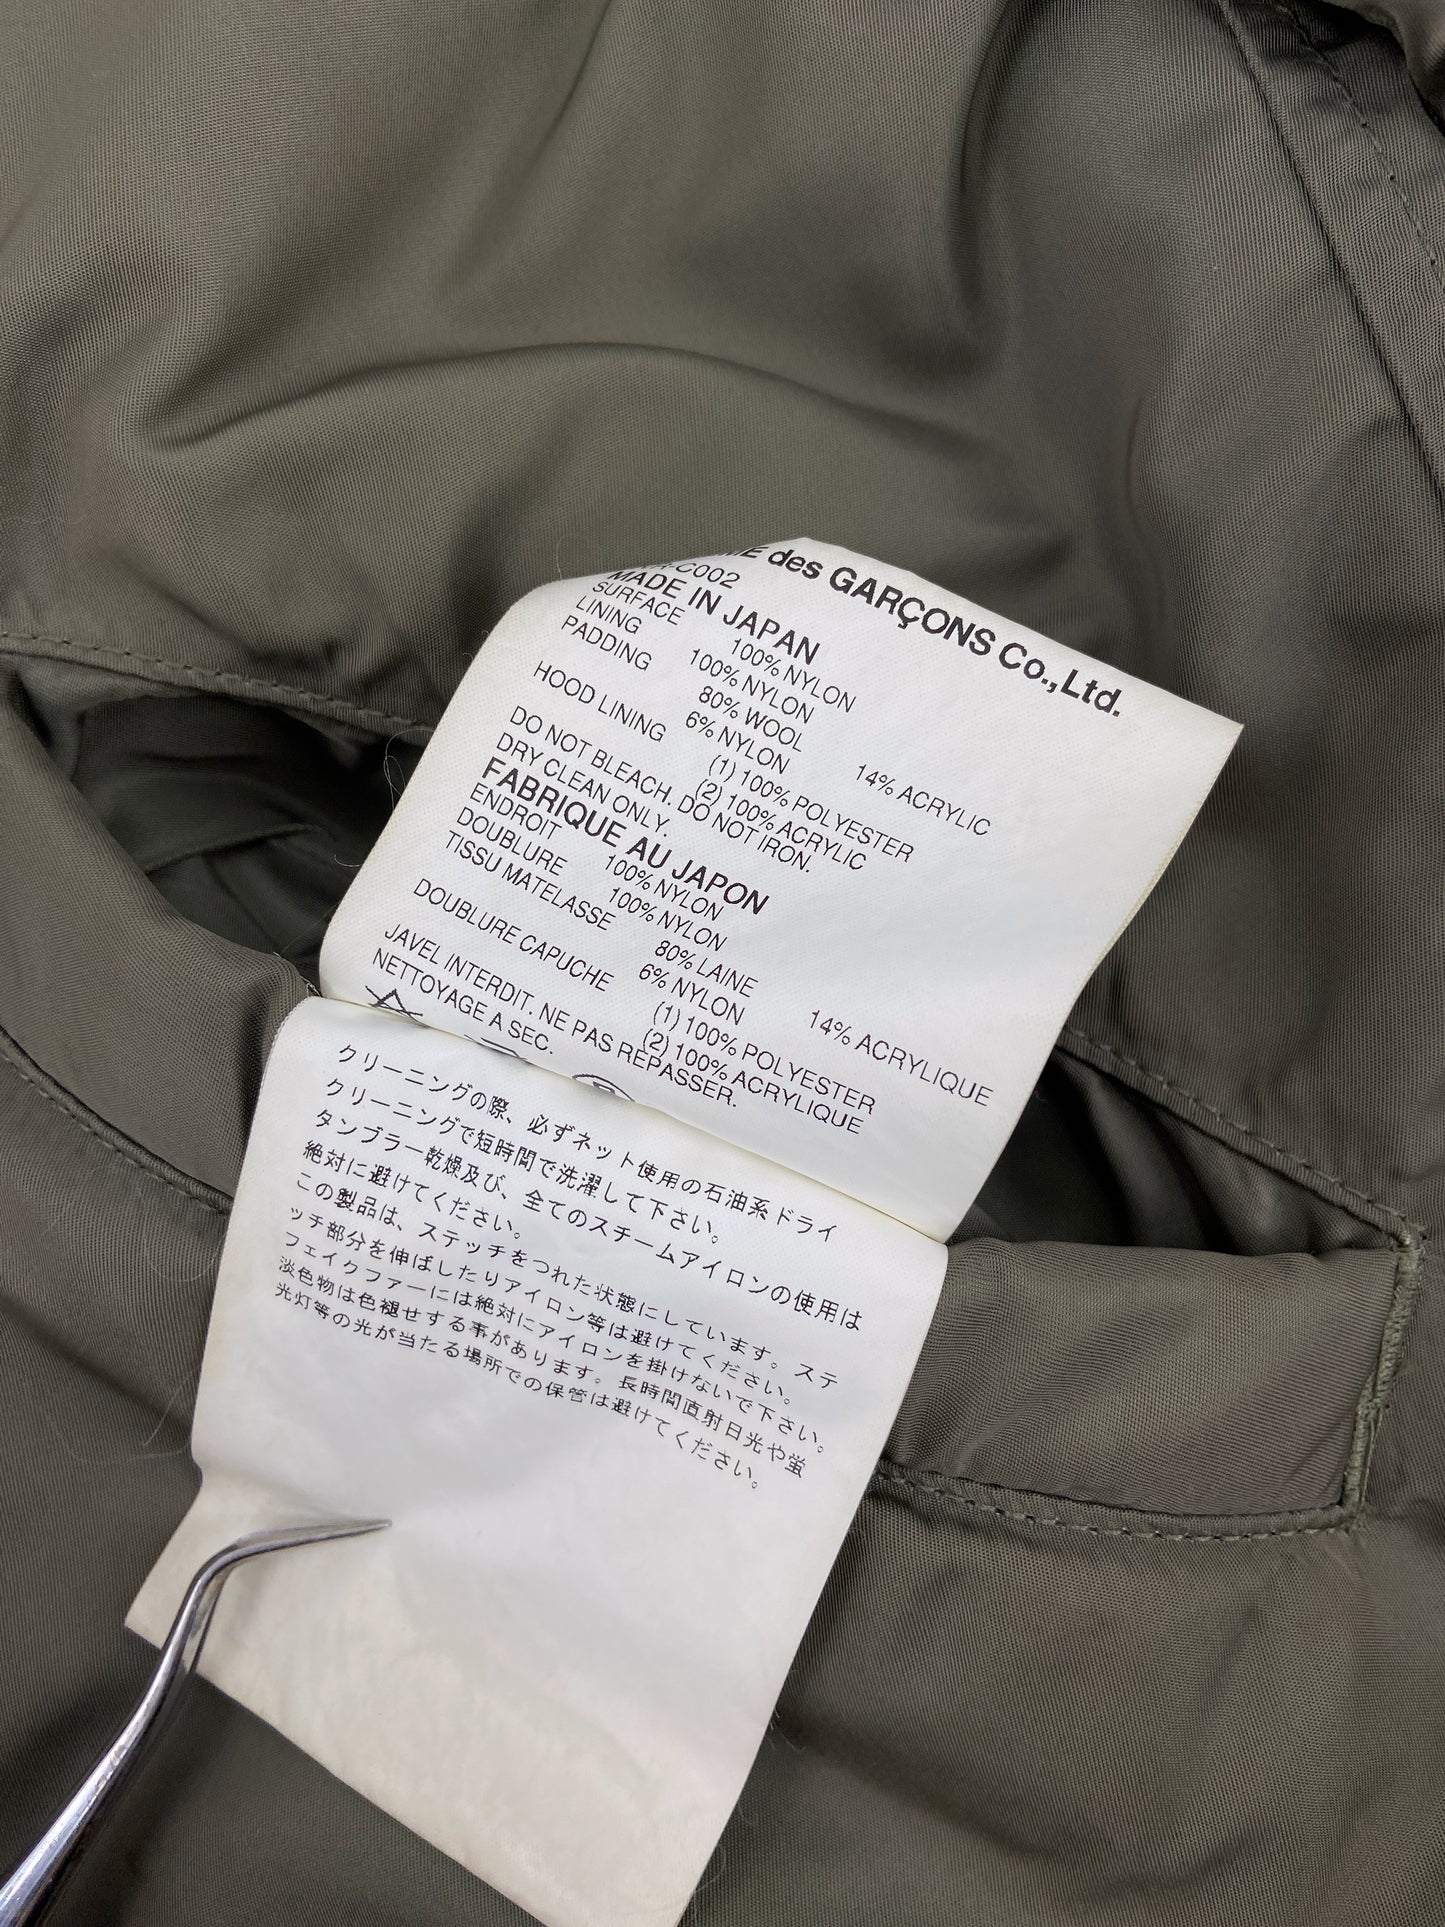 des GARÇONS Co.,Ltd.
-C002
MADE IN JAPAN
SURFACE 100% NYLON
LINING 100% NYLON
PADDING 80% WOOL 14% ACRYLIC
6% NYLON
HOOD LINING (1) 100% POLYESTER
(2) 100% ACRYLIC
DO NOT BLEACH. DO NOT IRON.
DRY CLEAN ONLY.
FABRIQUE AU JAPON
ENDROIT 100% NYLON
DOUBLURE 100% NYLON
TISSU MATELASSE 80% LAINE 14% ACRYLIQUE
6% NYLON
DOUBLURE CAPUCHE (1) 100% POLYESTER
(2) 100% ACRYLIQUE
JAVEL INTERDIT. NE PAS REPASSER.
NETTOYAGE A SEC.
クリーニングの際、必ずネット使用の石油系ドライ
クリーニングで短時間で洗濯して下さい。
タンブラー乾燥及び、全てのスチームアイロンの使用は
絶対に避けてください。
この製品は、ステッチをつれた状態にしています。ステ
ッチ部分を伸ばしたりアイロン等は避けてください。
フェイクファーには絶対にアイロンを掛けないで下さい。
淡色物は色褪せする事があります。長時間直射日光や蛍
光灯等の光が当たる場所での保管は避けてください。